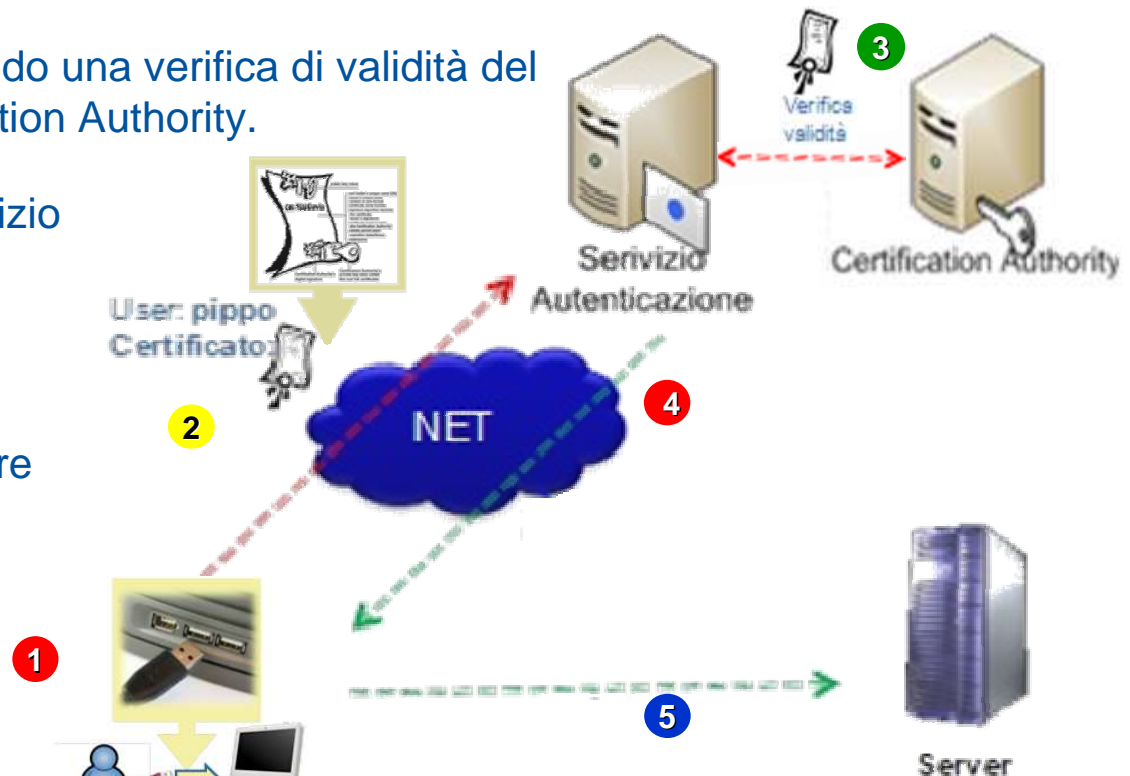 do una verifica di validità del
tion Authority.
izio
re
3
Verifica
validità
Serivizio
Autenticazione
Certification Authority
User: pippo
Certificato:
2
NET
4
1
5
Server